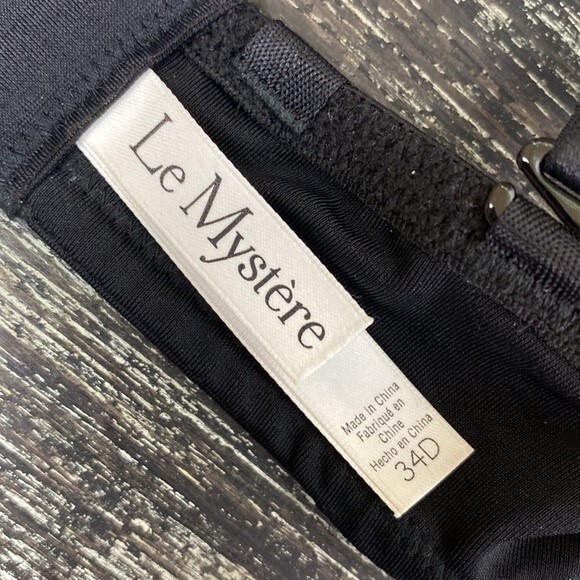 Le Mystère
Made in China
Fabriqué en
Chine
Hecho en China
34D